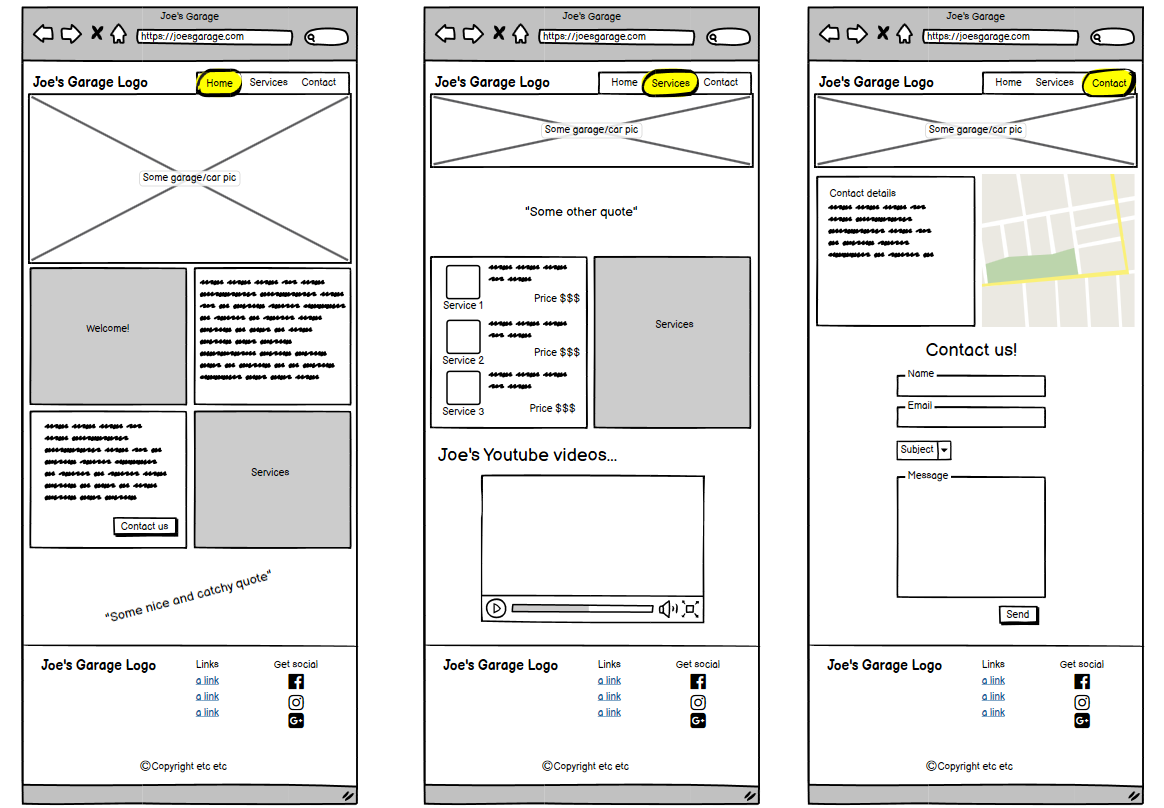 Joe's Garage
https://joesgarage.com
Joe's Garage Logo
Home
Services
Contact
Some garage/car pic
Welcome!
Contact us
Services
"Some nice and catchy quote"
Joe's Garage Logo
Links
a link
a link
a link
Get social
©Copyright etc etc
Joe's Garage
https://joesgarage.com
Joe's Garage Logo
Home
Services
Contact
Some garage/car pic
"Some other quote"
Service 1
Price $$$
Service 2
Price $$$
Service 3
Price $$$
Services
Joe's Youtube videos...
Joe's Garage Logo
Links
a link
a link
a link
Get social
©Copyright etc etc
Joe's Garage
https://joesgarage.com
Joe's Garage Logo
Home
Services
Contact
Some garage/car pic
Contact details
Contact us!
Name
Email
Subject
Message
Send
Joe's Garage Logo
Links
a link
a link
a link
Get social
©Copyright etc etc